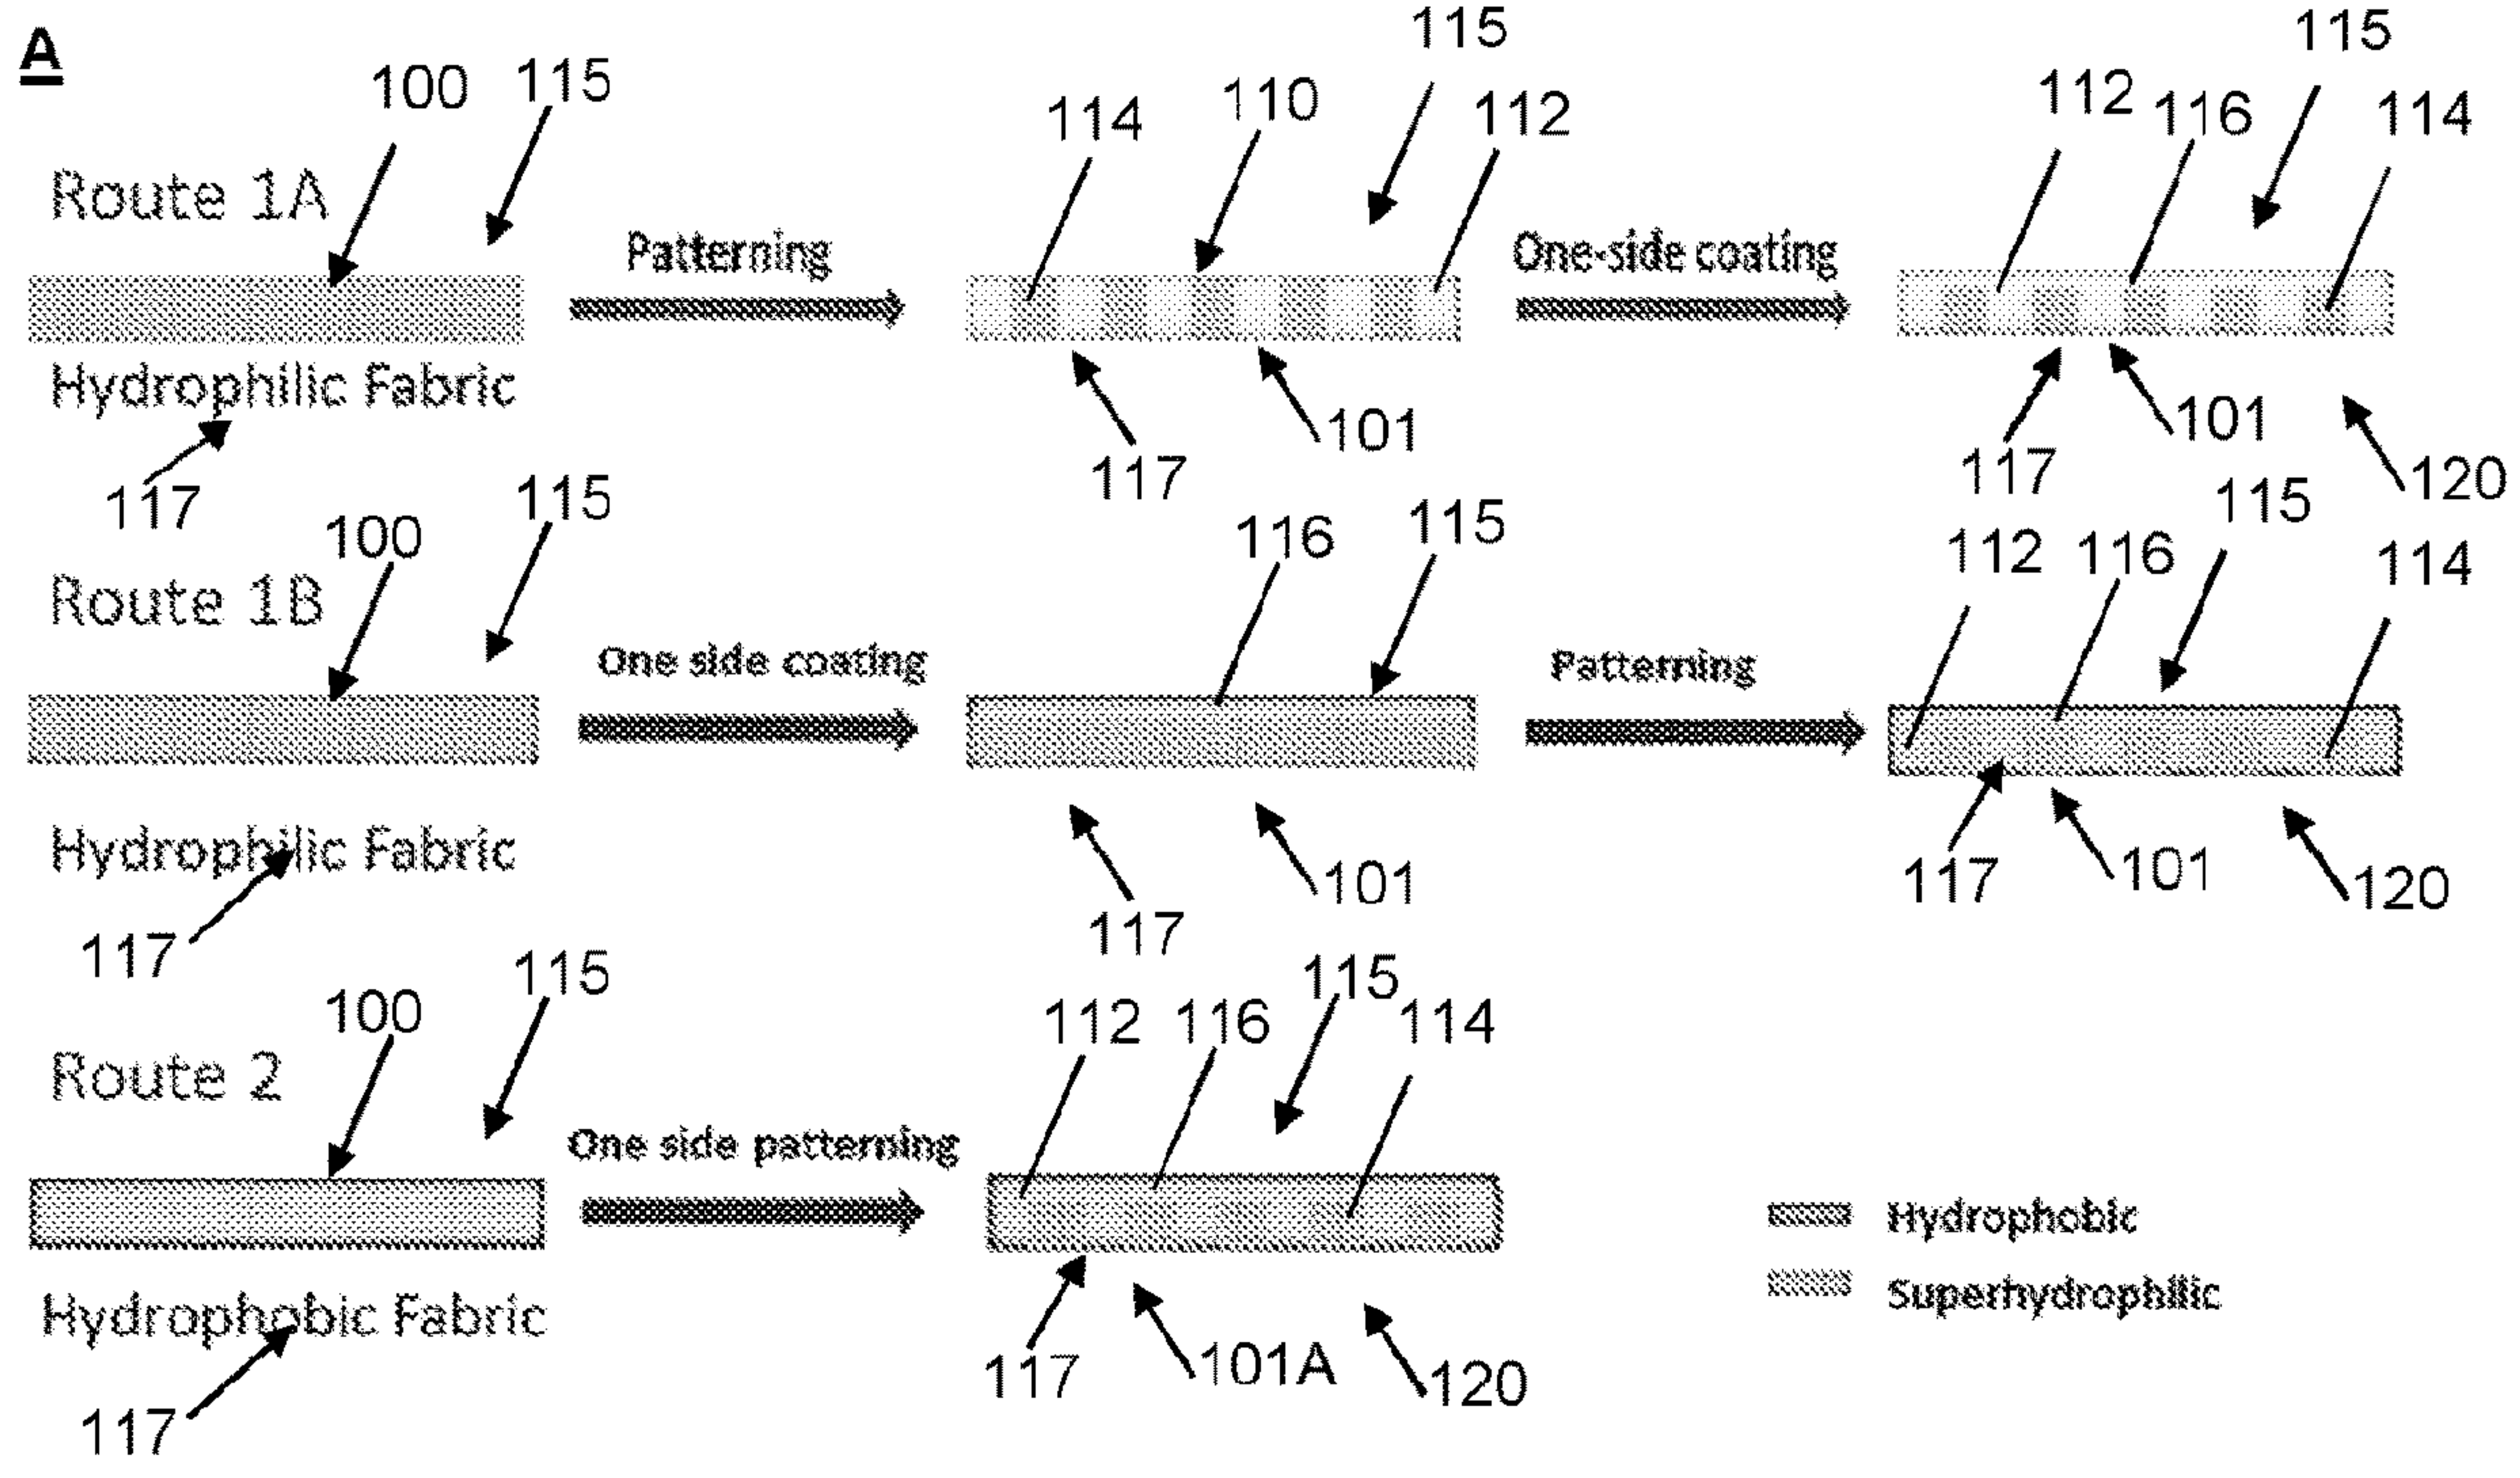 A
100 115
Route 1A
Hydrophilic Fabric
117
Patterning
114 110 115 112
117 101
One-side coating
112 116 115 114
117 101 120
100 115
Route 1B
Hydrophilic Fabric
117
One side coating
116 115
117 101
Patterning
112 116 115 114
117 101 120
100 115
Route 2
Hydrophobic Fabric
117
One side patterning
112 116 115 114
117 101A 120
Hydrophobic
Superhydrophilic